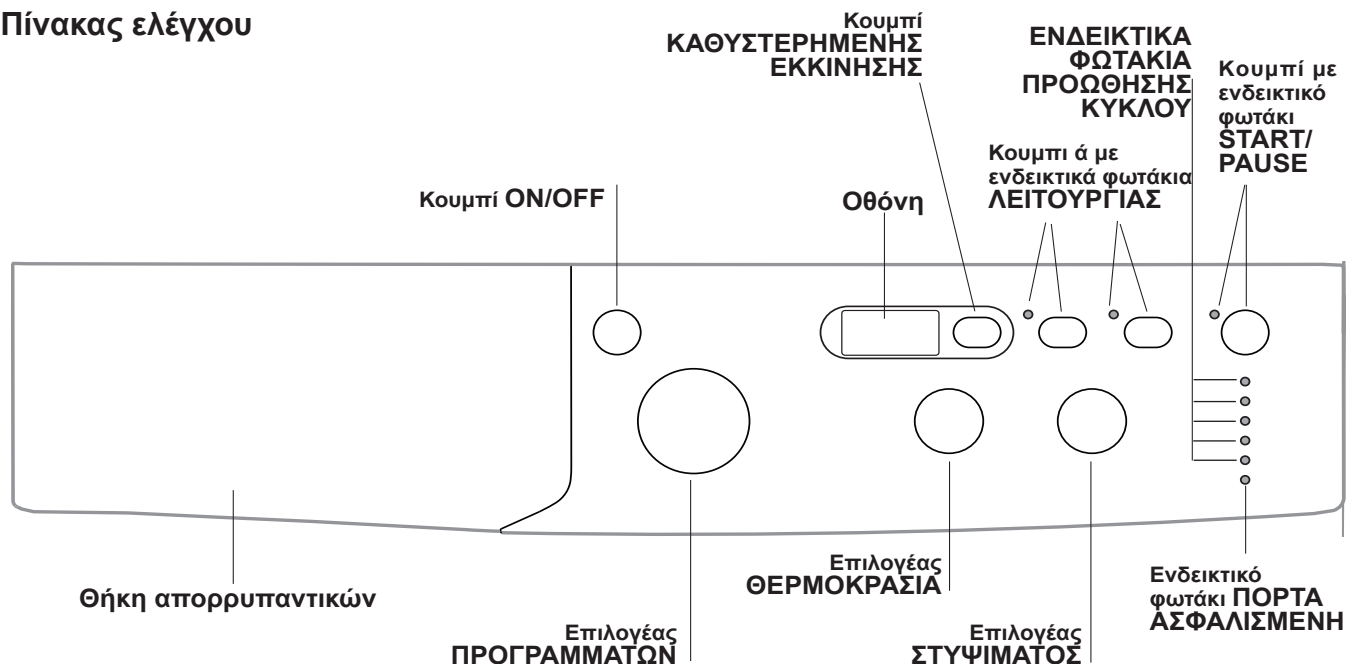 Πίνακας ελέγχου
Κουμπί
ΚΑΘΥΣΤΕΡΗΜΕΝΗΣ
ΕΚΚΙΝΗΣΗΣ
ΕΝΔΕΙΚΤΙΚΑ
ΦΩΤΑΚΙΑ
ΠΡΟΩΘΗΣΗΣ
ΚΥΚΛΟΥ
Κουμπί με
ενδεικτικό
φωτάκι
START/
PAUSE
Κουμπι ά με
ενδεικτικά φωτάκια
ΛΕΙΤΟΥΡΓΙΑΣ
Κουμπί ON/OFF
Οθόνη
Θήκη απορρυπαντικών
Επιλογέας
ΠΡΟΓΡΑΜΜΑΤΩΝ
Επιλογέας
ΘΕΡΜΟΚΡΑΣΙΑ
Επιλογέας
ΣΤΥΨΙΜΑΤΟΣ
Ενδεικτικό
φωτάκι ΠΟΡΤΑ
ΑΣΦΑΛΙΣΜΕΝΗ